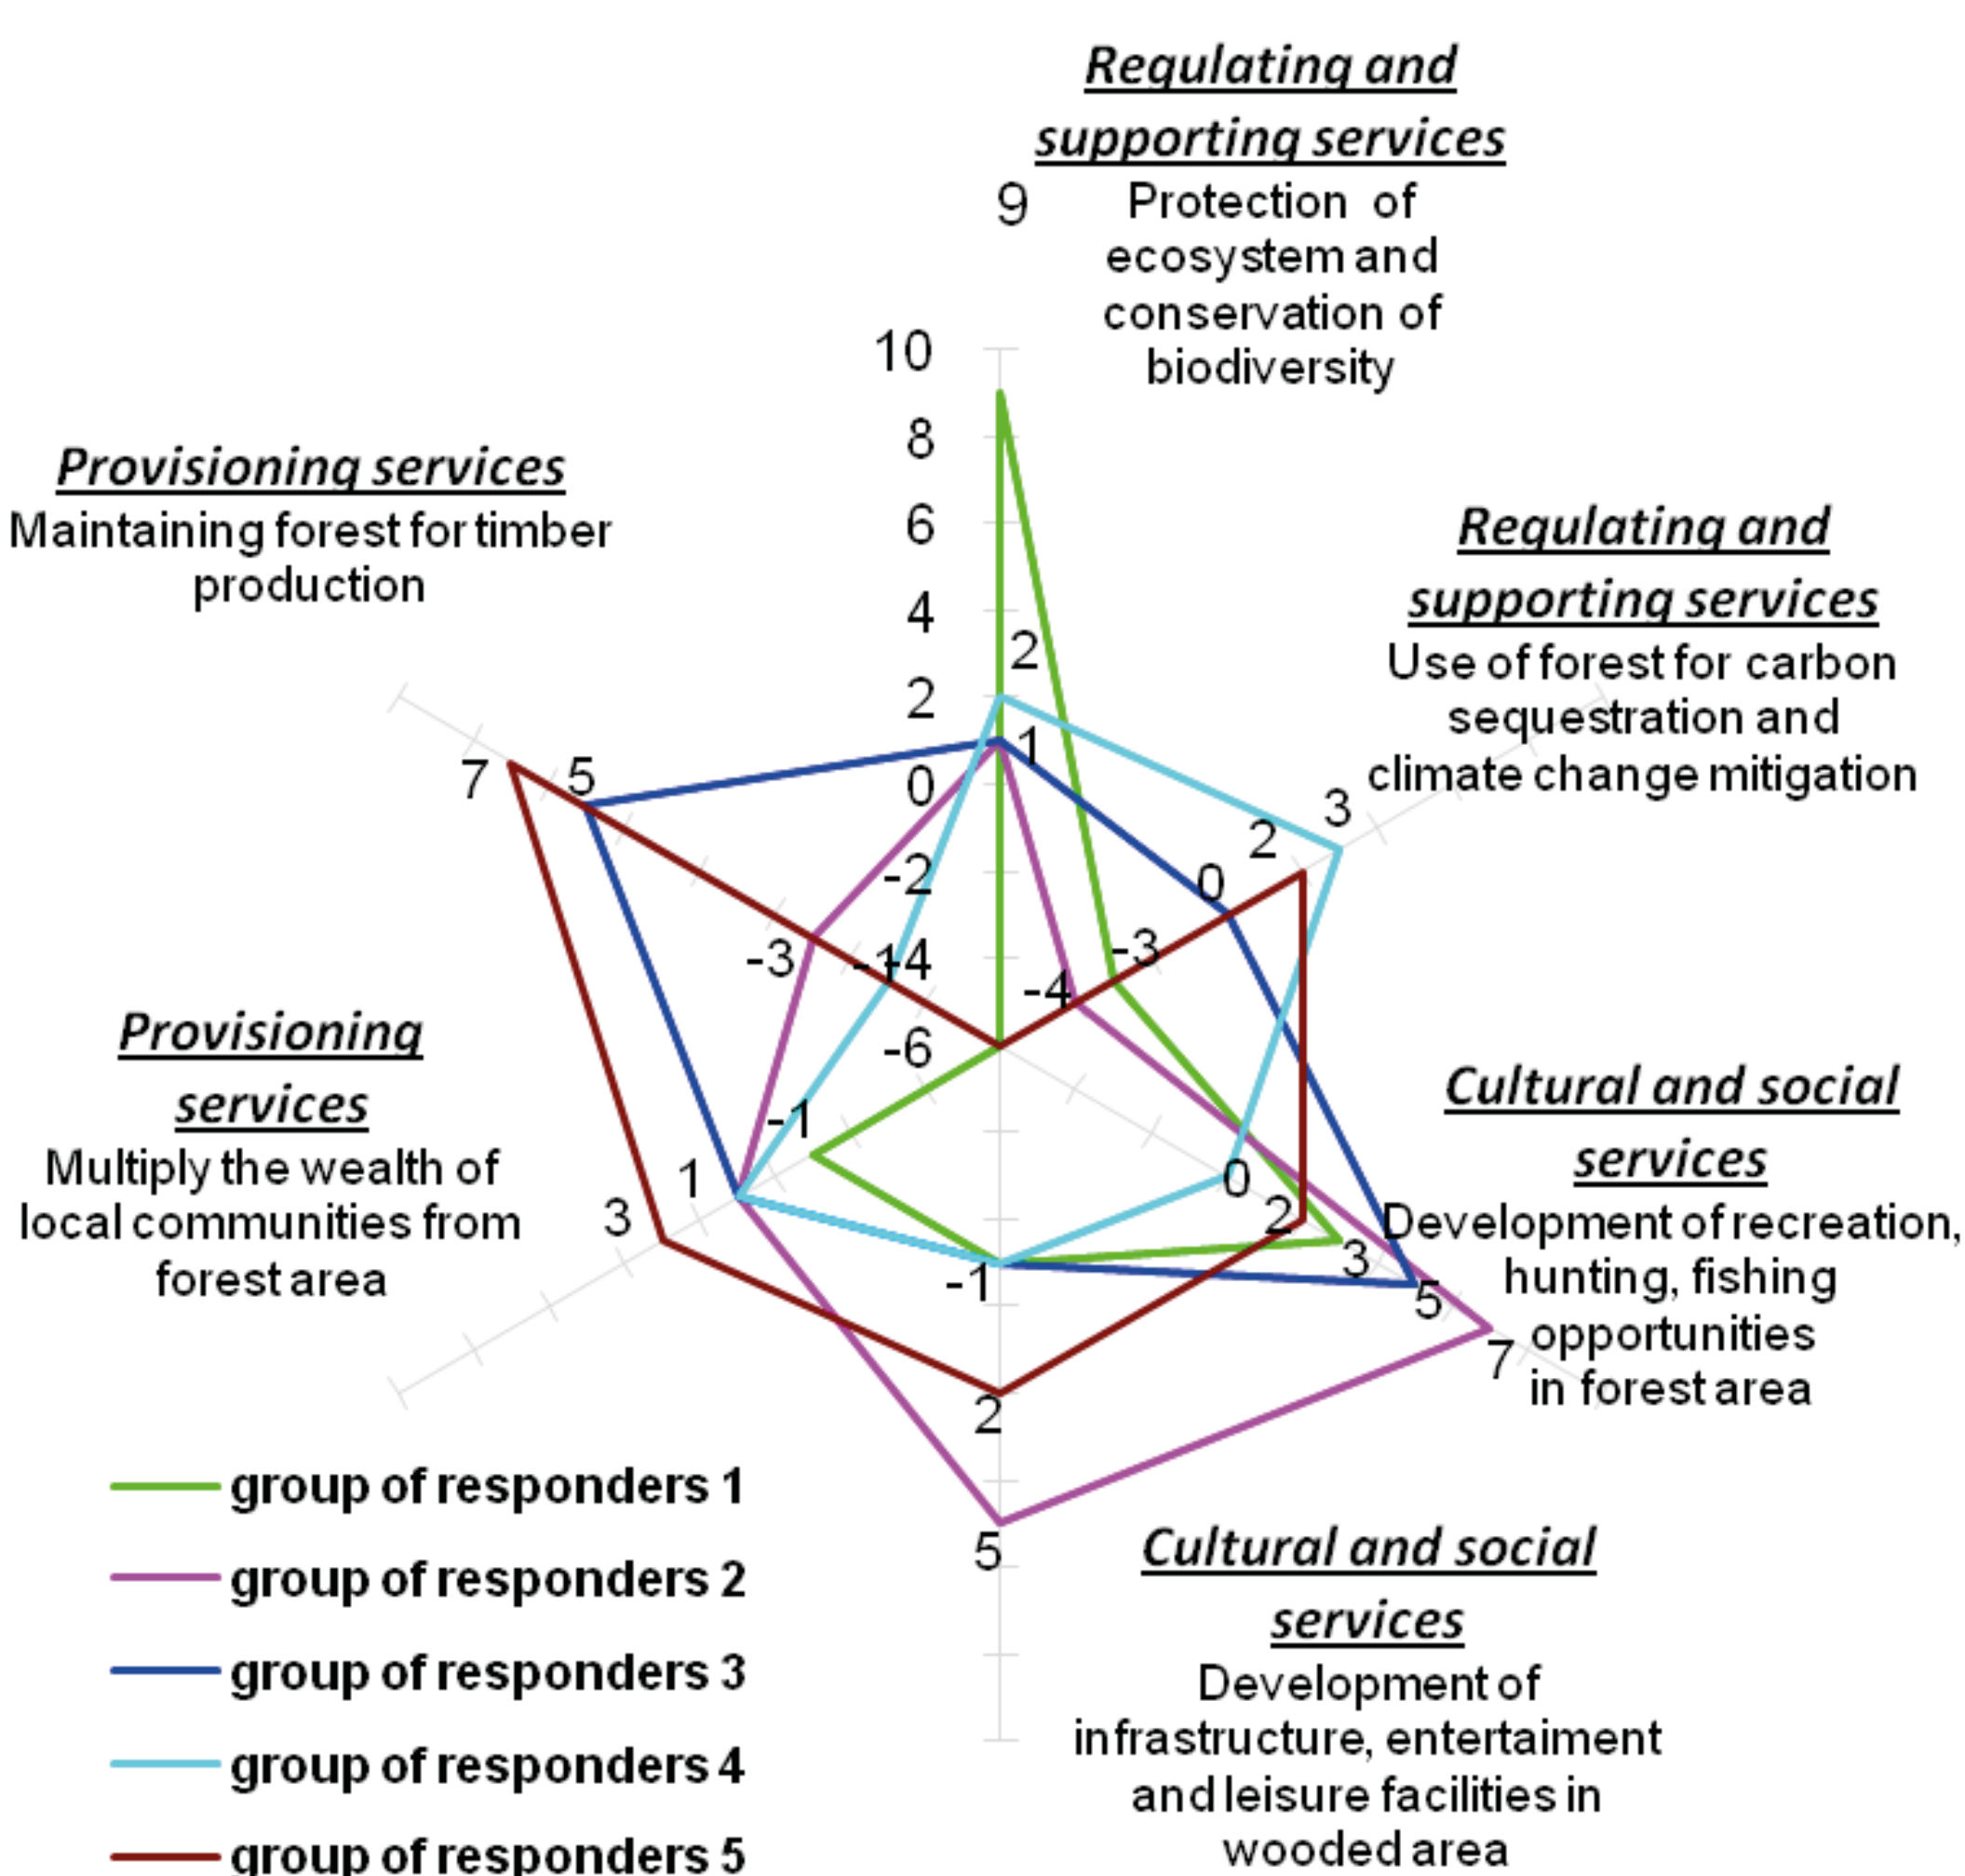 Regulating and
supporting services
Protection of
ecosystem and
conservation of
biodiversity
9
10
8
6
4
2
0
-2
-4
-6
2
1
Regulating and
supporting services
Use of forest for carbon
sequestration and
climate change mitigation
3
2
0
-3
-4
Cultural and social
services
Development of recreation,
hunting, fishing
opportunities
in forest area
0
2
3
5
7
Cultural and social
services
Development of
infrastructure, entertaiment
and leisure facilities in
wooded area
-1
2
5
Provisioning
services
Multiply the wealth of
local communities from
forest area
-1
1
3
Provisioning services
Maintaining forest for timber
production
7
5
-3
-1
group of responders 1
group of responders 2
group of responders 3
group of responders 4
group of responders 5